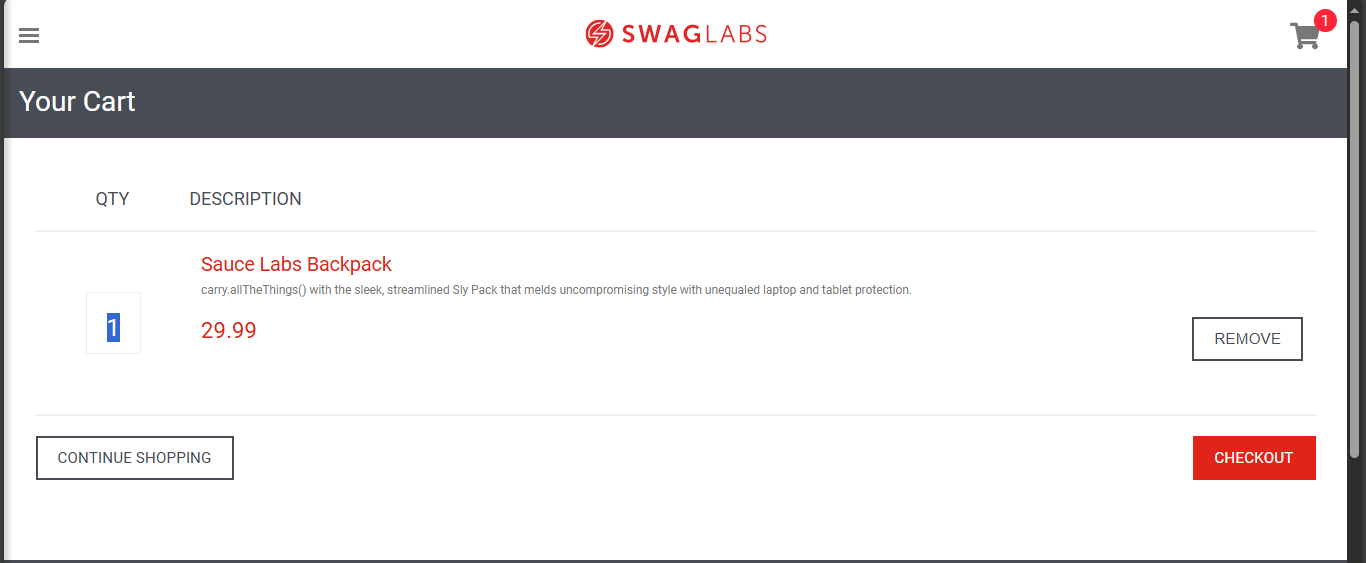 SWAGLABS
1
Your Cart
QTY DESCRIPTION
Sauce Labs Backpack
carry.allTheThings() with the sleek, streamlined Sly Pack that melds uncompromising style with unequaled laptop and tablet protection.
1
29.99
REMOVE
CONTINUE SHOPPING
CHECKOUT